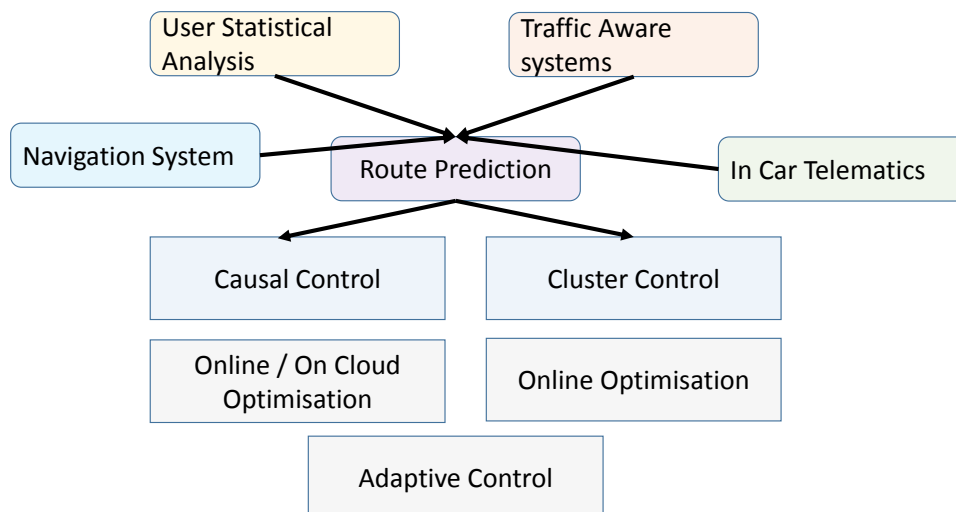 User Statistical
Analysis
Traffic Aware
systems
Navigation System
Route Prediction
In Car Telematics
Causal Control
Cluster Control
Online / On Cloud
Optimisation
Online Optimisation
Adaptive Control